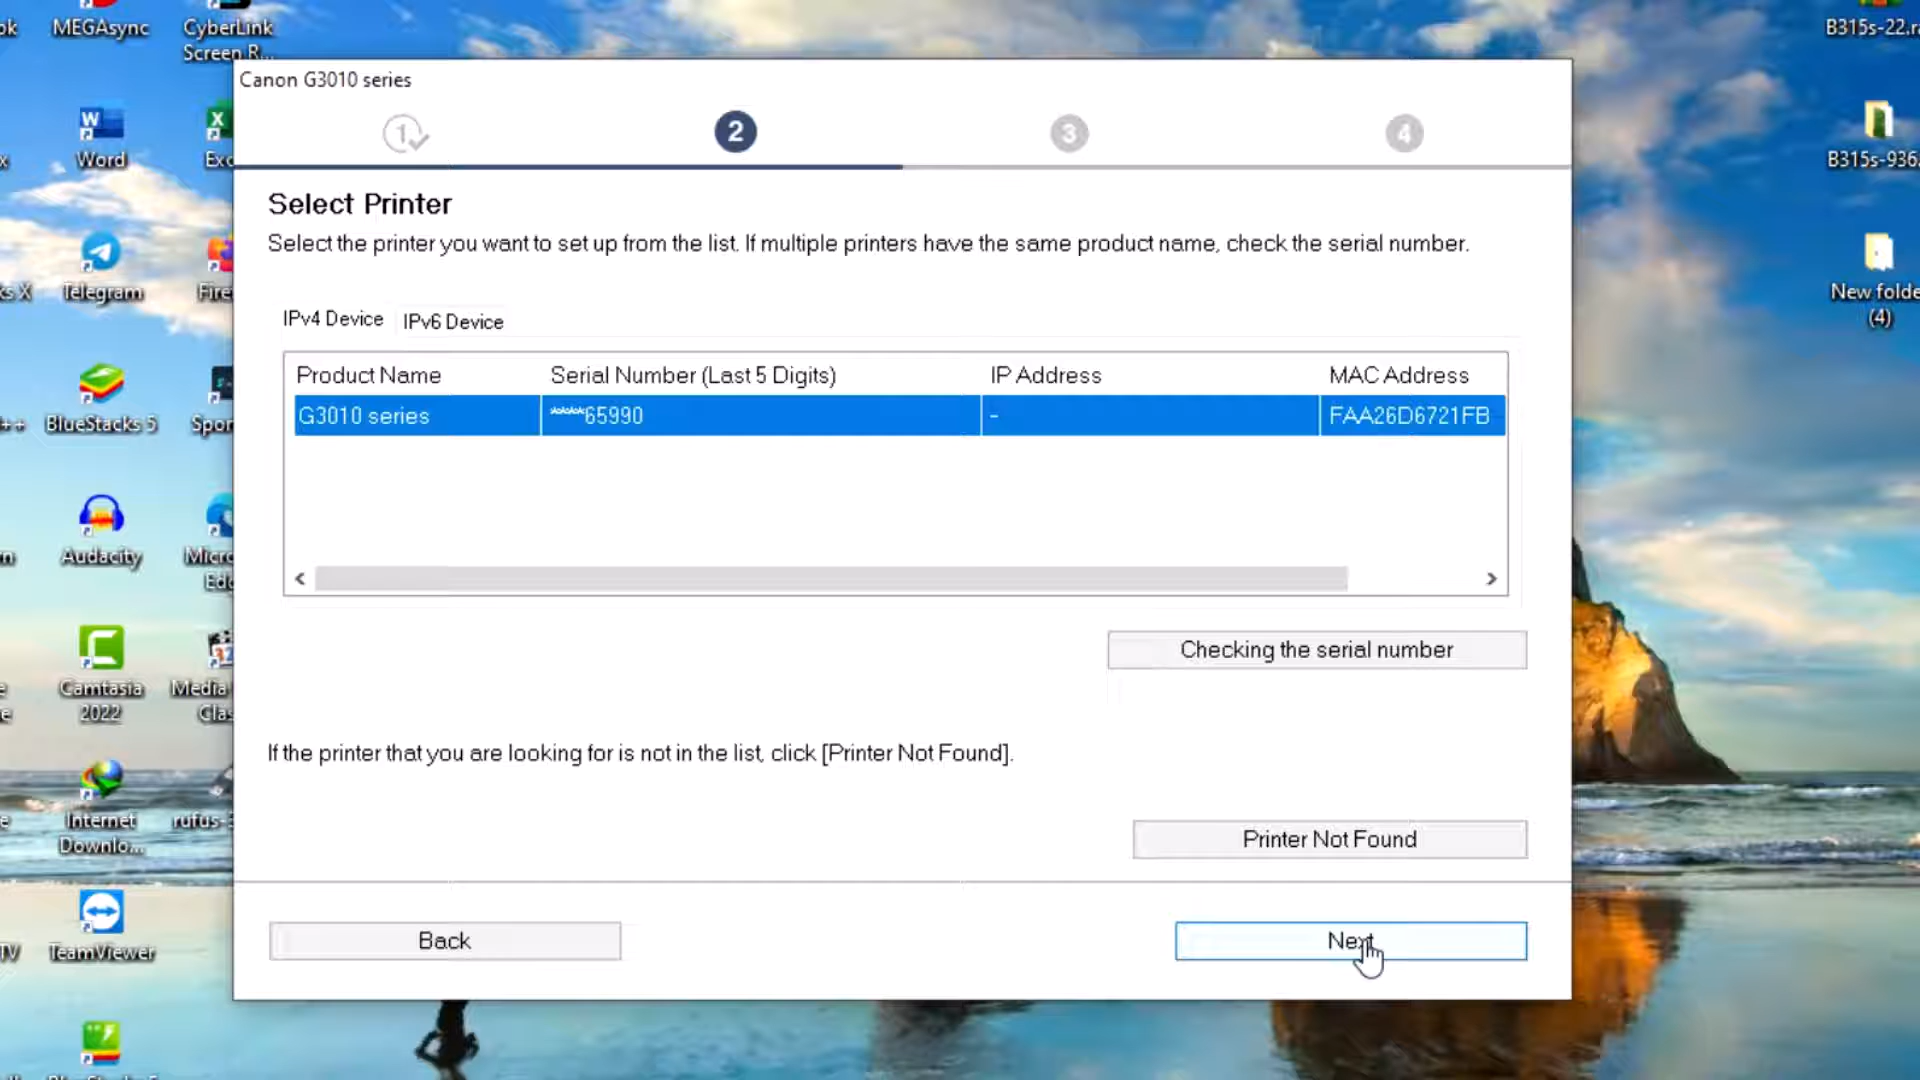 MEGAsync
CyberLink
Screen R...
B315s-22.ra
Canon G3010 series
1
2
3
4
Word
B315s-936.
Select Printer
Select the printer you want to set up from the list. If multiple printers have the same product name, check the serial number.
Telegram
Fire
New folde
(4)
IPv4 Device
IPv6 Device
Product Name
Serial Number (Last 5 Digits)
IP Address
MAC Address
G3010 series
****65990
-
FAA26D6721FB
BlueStacks 5
Spor
Audacity
Micro
Edg
Camtasia
2022
Media
Clas
Checking the serial number
If the printer that you are looking for is not in the list, click [Printer Not Found].
Internet
Downlo...
rufus-3
Printer Not Found
TeamViewer
Back
Next